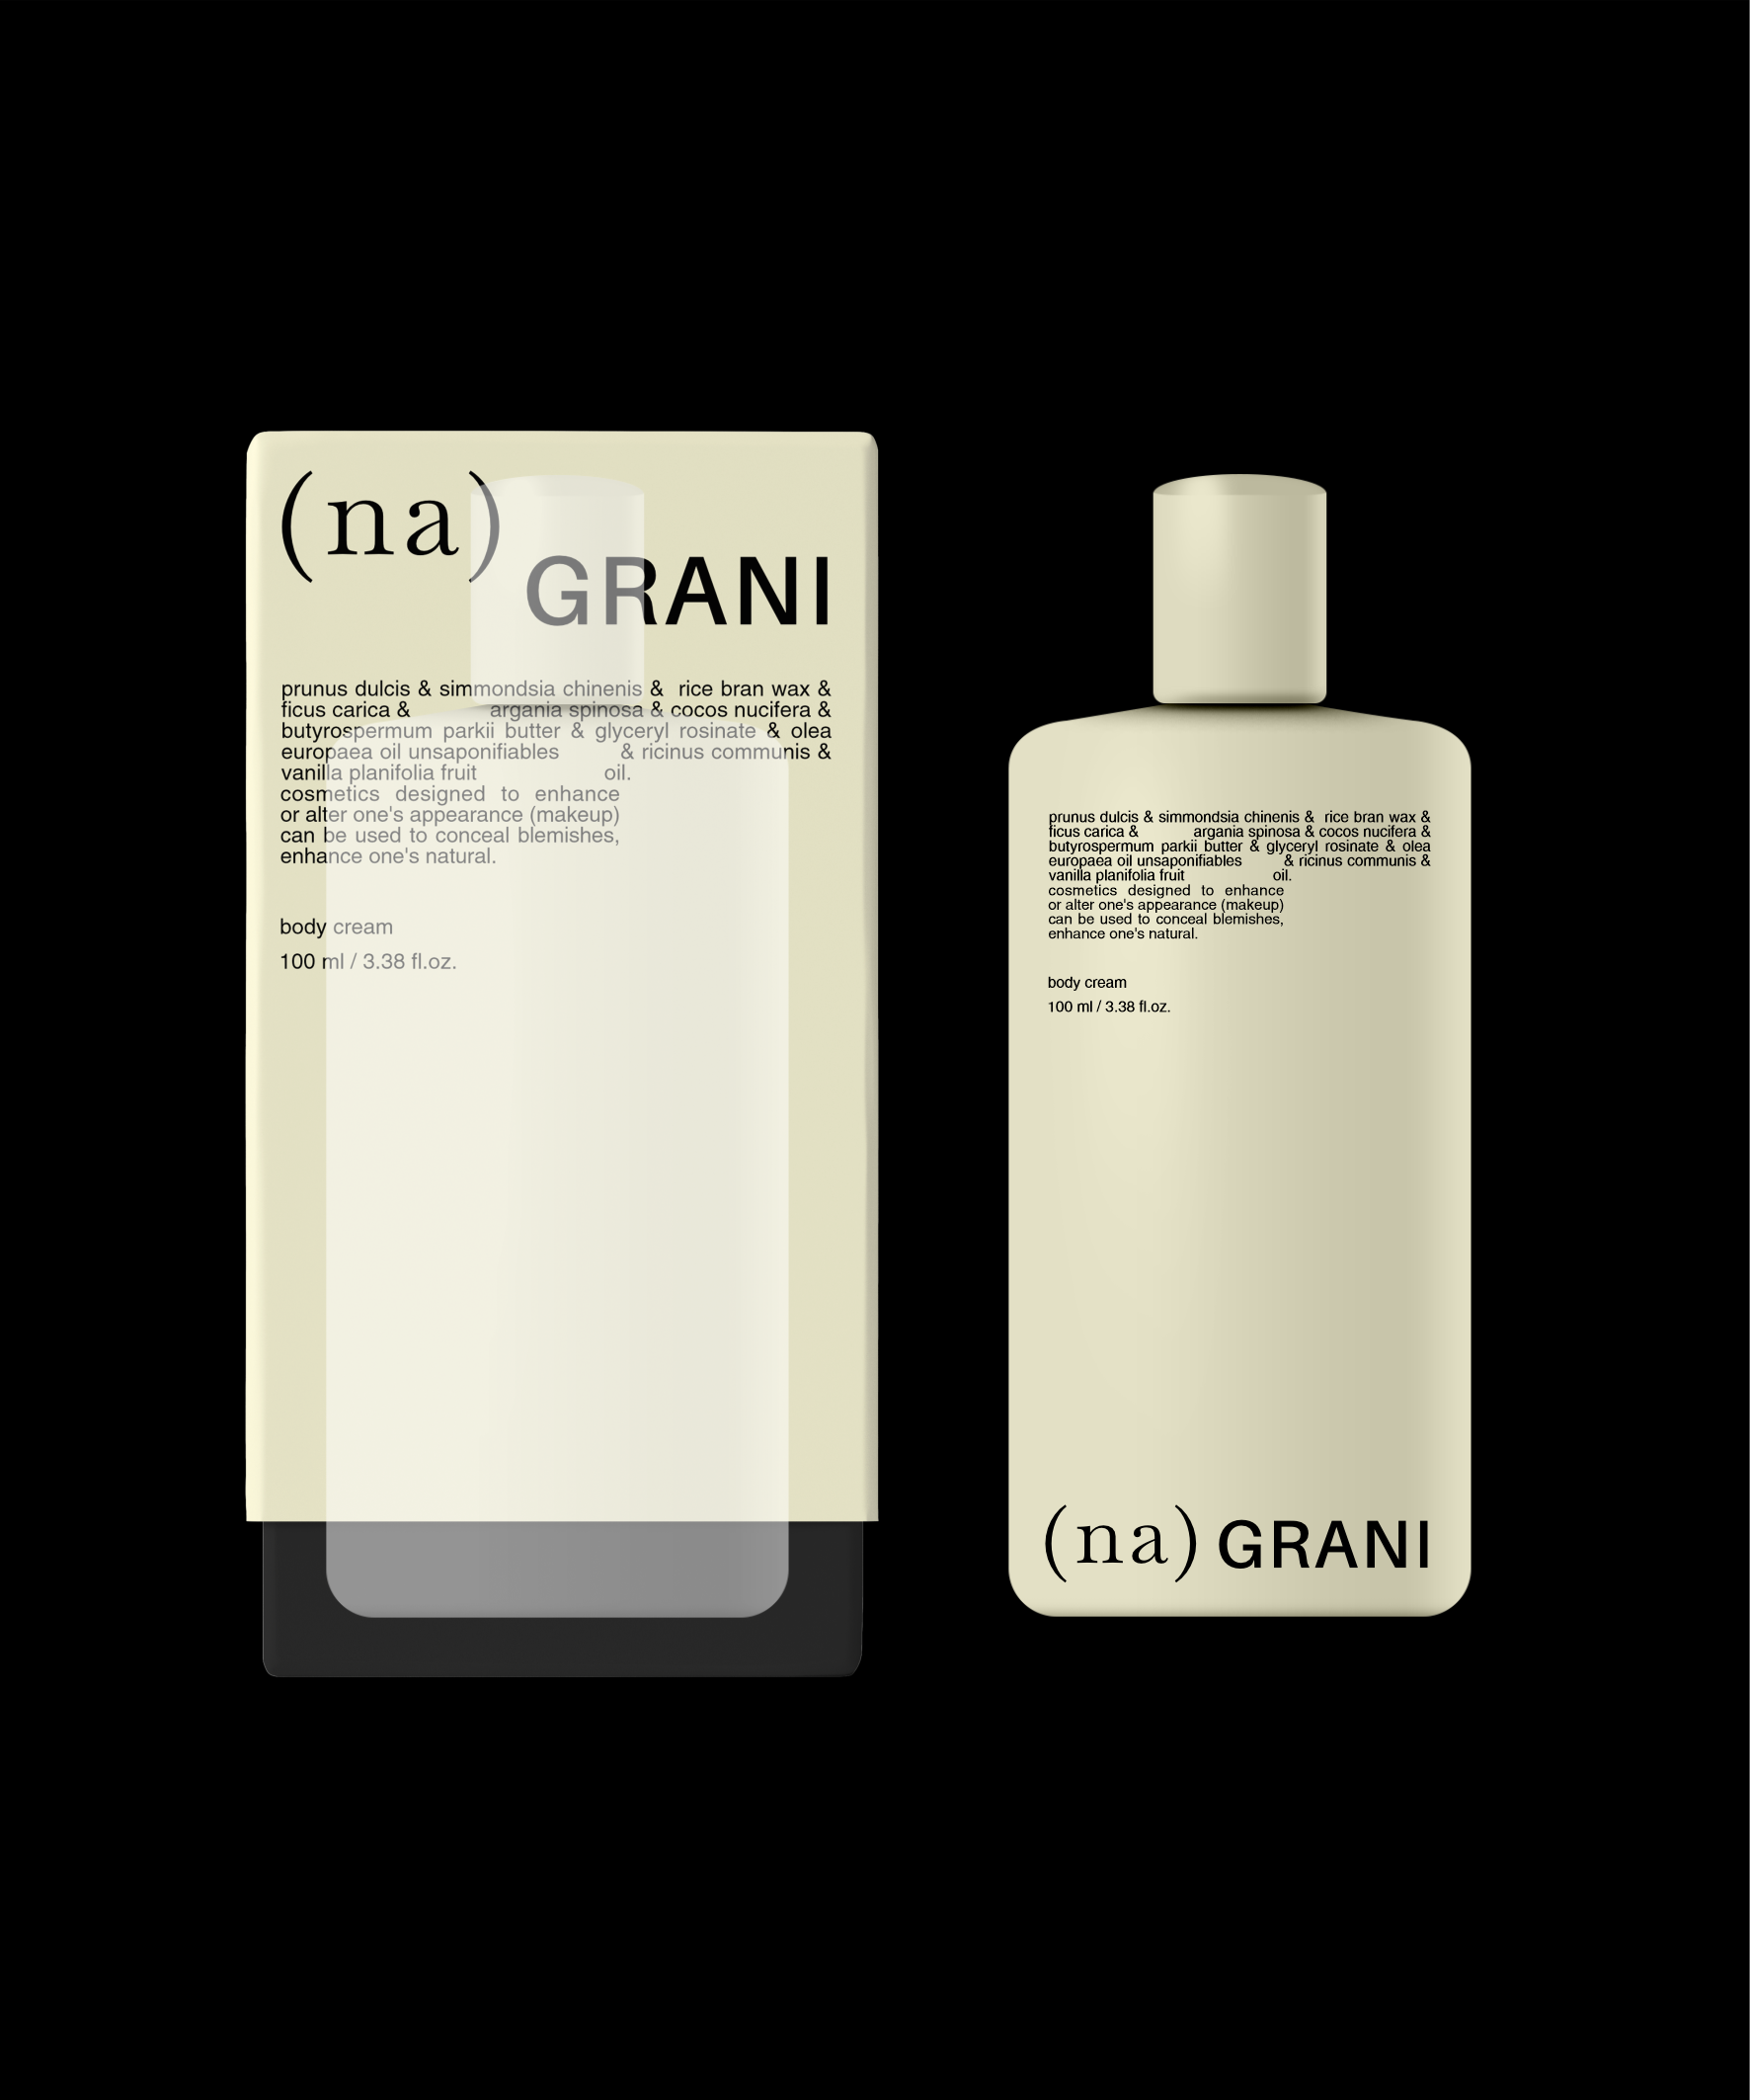 (na)
GRANI
prunus dulcis & simmondsia chinenis & rice bran wax &
ficus carica & argania spinosa & cocos nucifera &
butyrospermum parkii butter & glyceryl rosinate & olea
europaea oil unsaponifiables & ricinus communis &
vanilla planifolia fruit oil.
cosmetics designed to enhance
or alter one's appearance (makeup)
can be used to conceal blemishes,
enhance one's natural.
body cream
100 ml / 3.38 fl.oz.
prunus dulcis & simmondsia chinenis & rice bran wax &
ficus carica & argania spinosa & cocos nucifera &
butyrospermum parkii butter & glyceryl rosinate & olea
europaea oil unsaponifiables & ricinus communis &
vanilla planifolia fruit oil.
cosmetics designed to enhance
or alter one's appearance (makeup)
can be used to conceal blemishes,
enhance one's natural.
body cream
100 ml / 3.38 fl.oz.
(na) GRANI